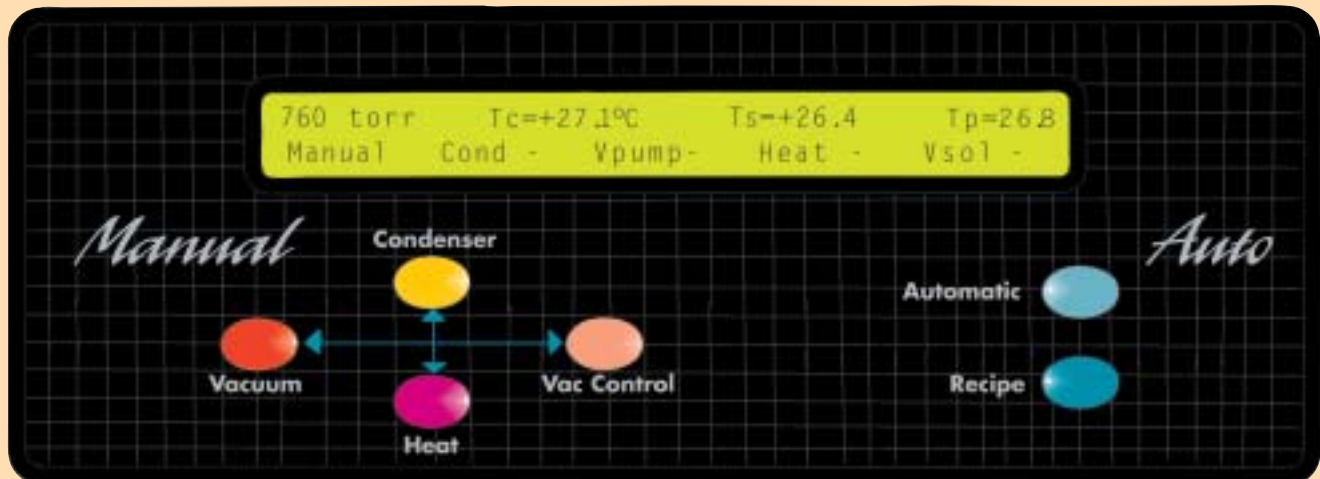 760 torr Tc=+27.1ºC Ts=+26.4 Tp=26.8
Manual Cond - Vpump- Heat - Vsol -
Manual
Auto
Condenser
Automatic
Vacuum
Vac Control
Recipe
Heat